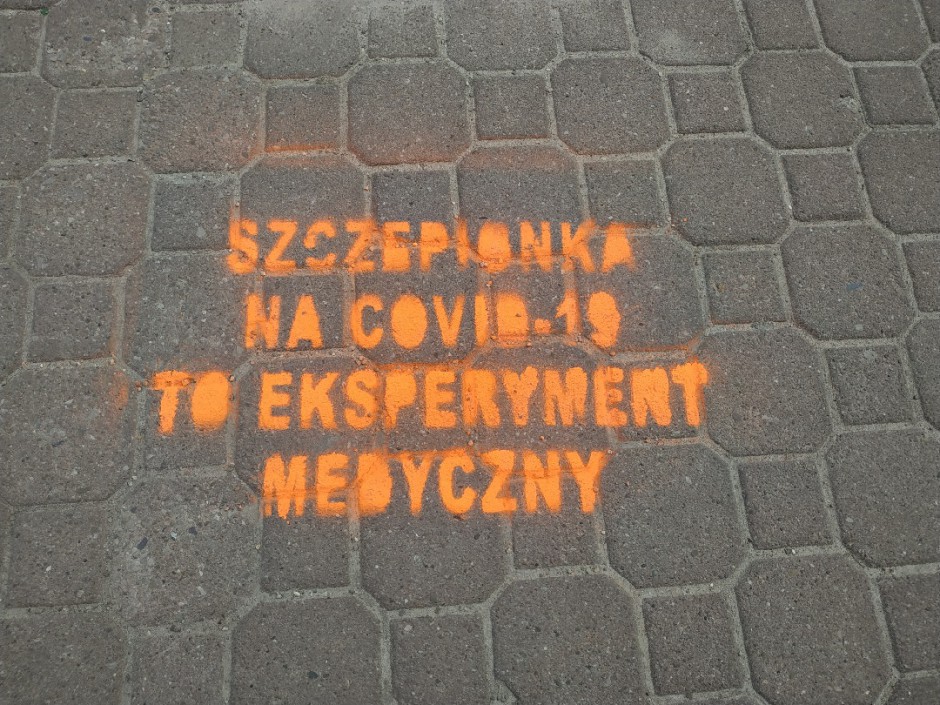 SZCZEPIONKA
NA COVID-19
TO EKSPERYMENT
MEDYCZNY